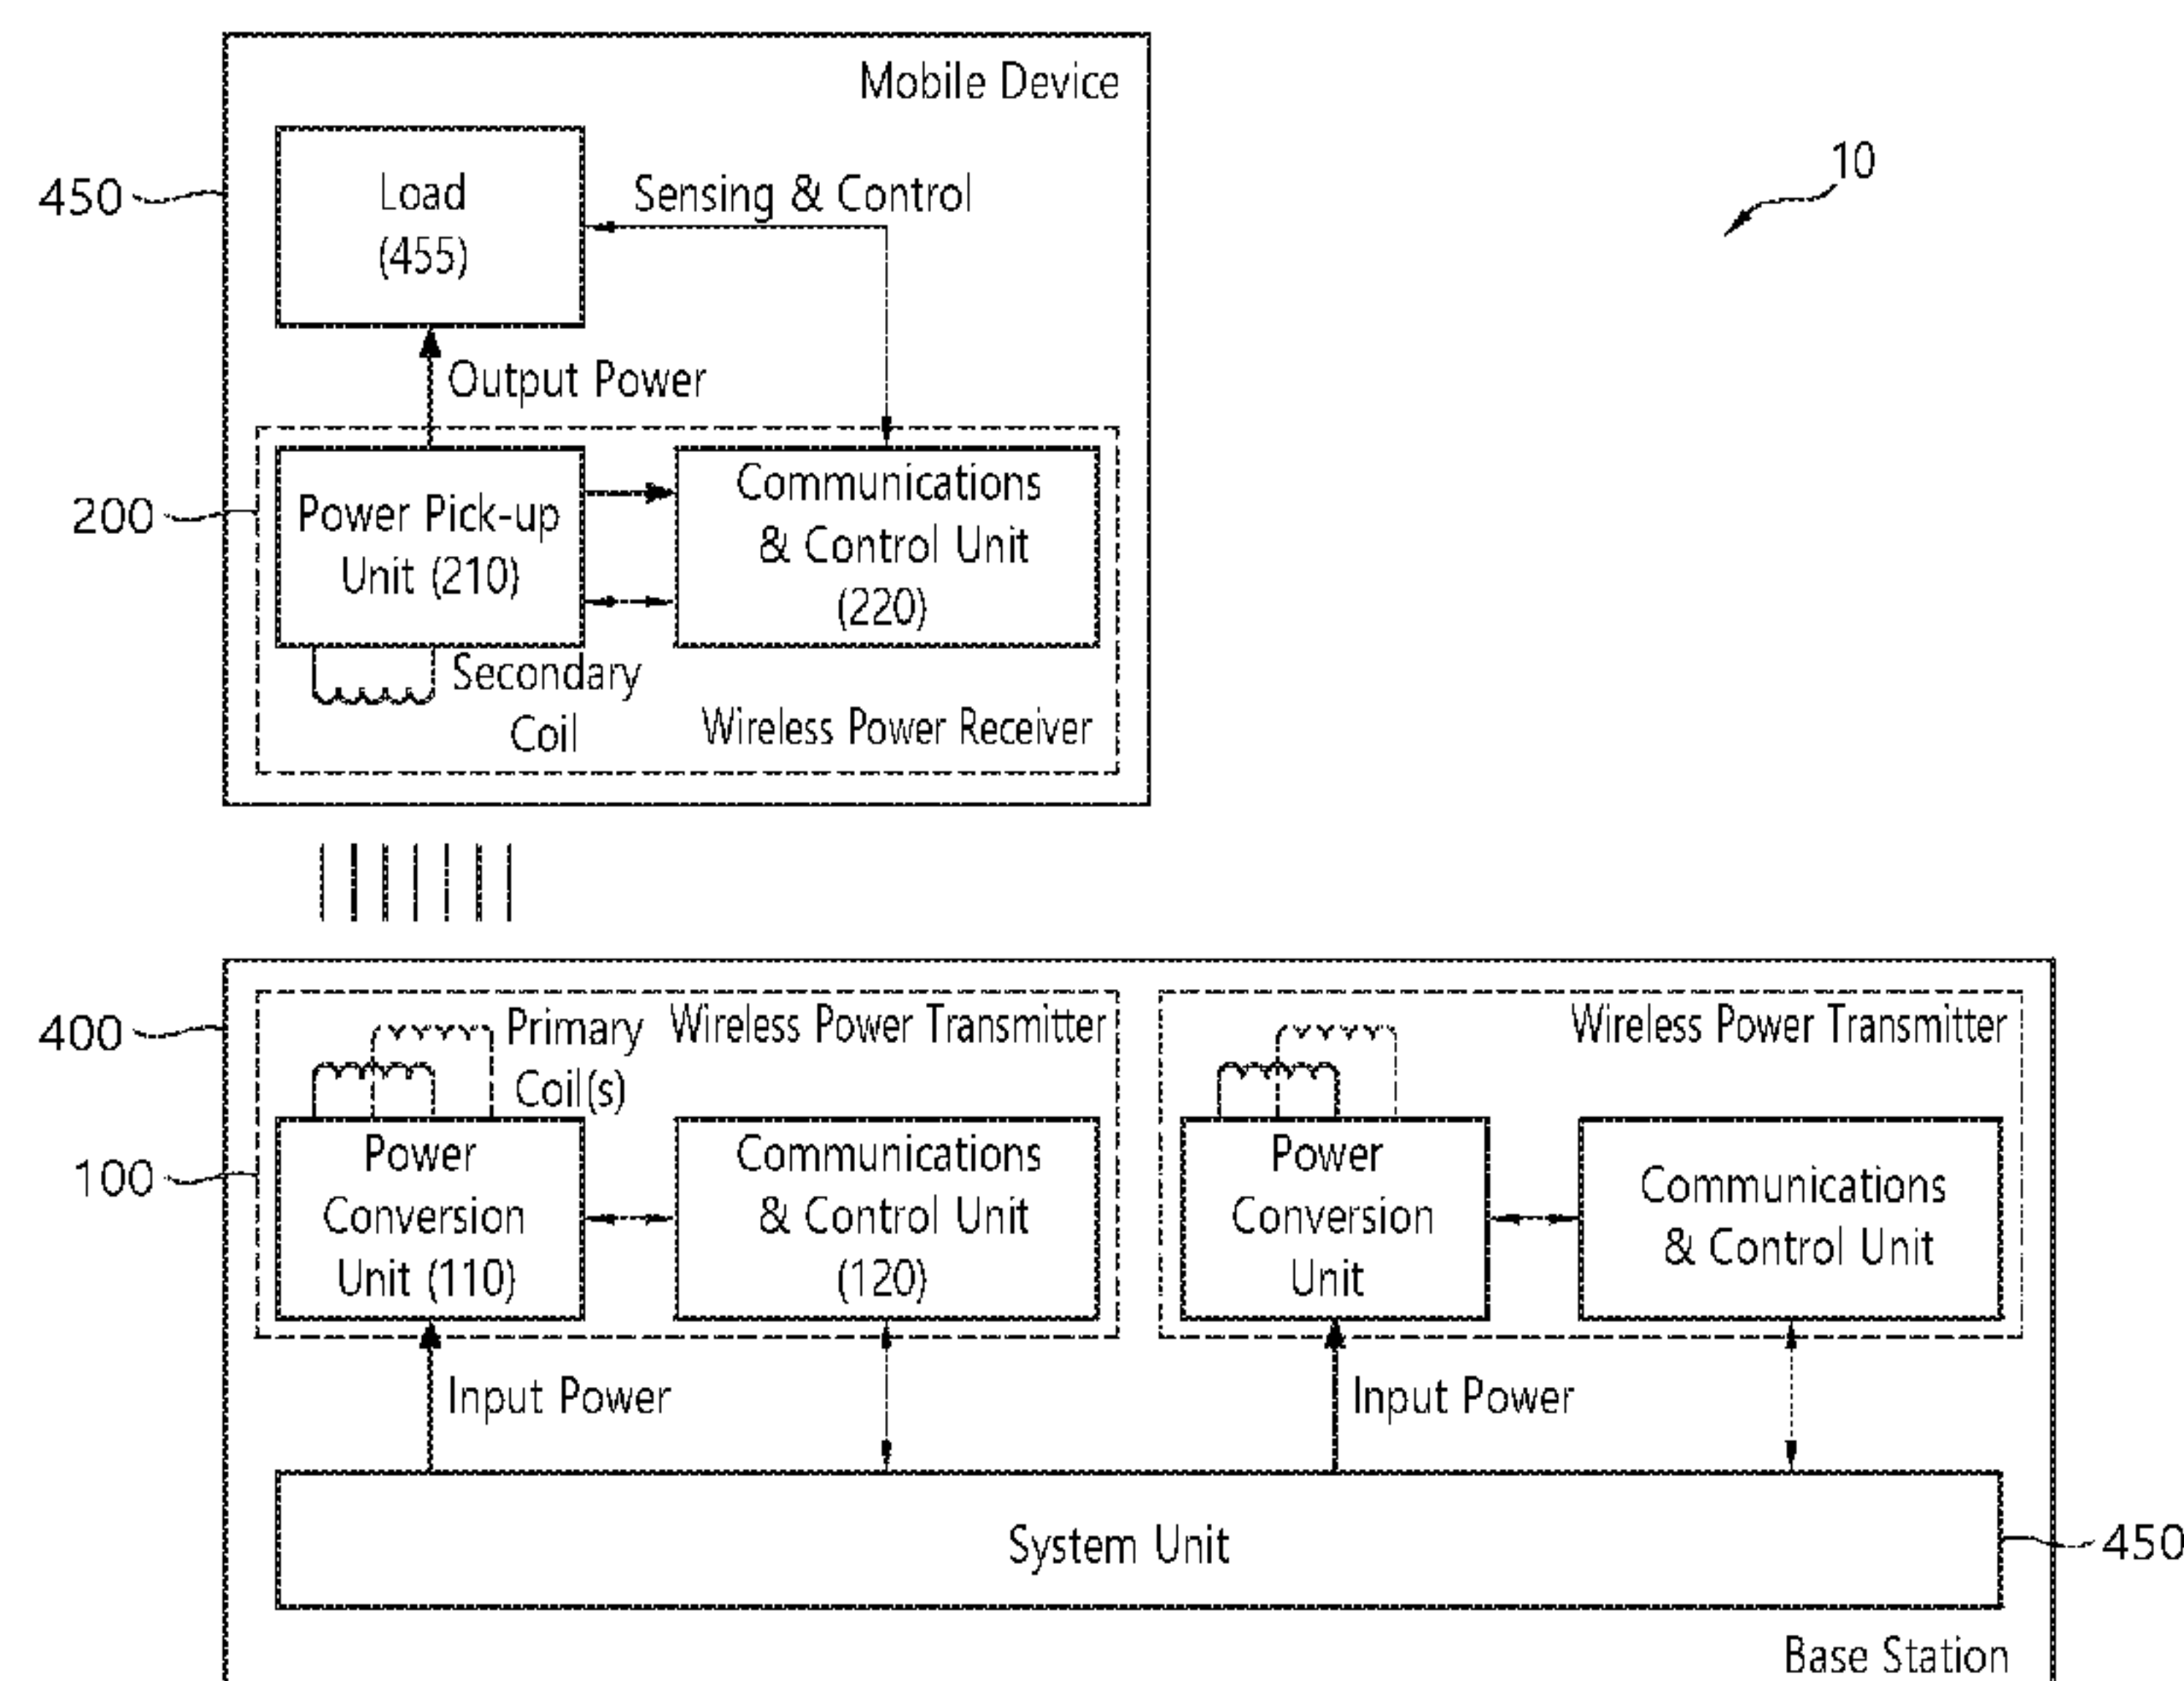 Mobile Device
10
450
Load
(455)
Sensing & Control
Output Power
200
Power Pick-up
Unit (210)
Communications
& Control Unit
(220)
Secondary
Coil
Wireless Power Receiver
400
Primary
Coil(s)
Wireless Power Transmitter
Wireless Power Transmitter
100
Power
Conversion
Unit (110)
Communications
& Control Unit
(120)
Power
Conversion
Unit
Communications
& Control Unit
Input Power
Input Power
System Unit
450
Base Station